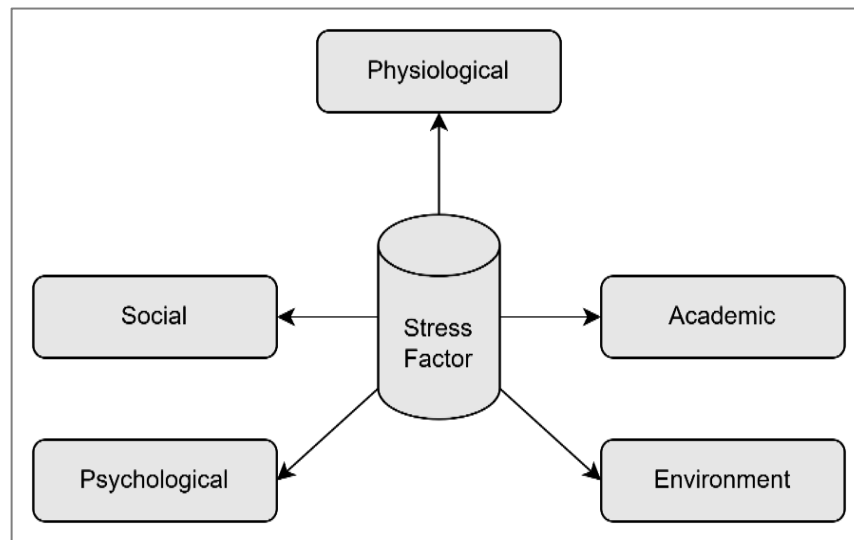 Physiological
Social
Stress
Factor
Academic
Psychological
Environment